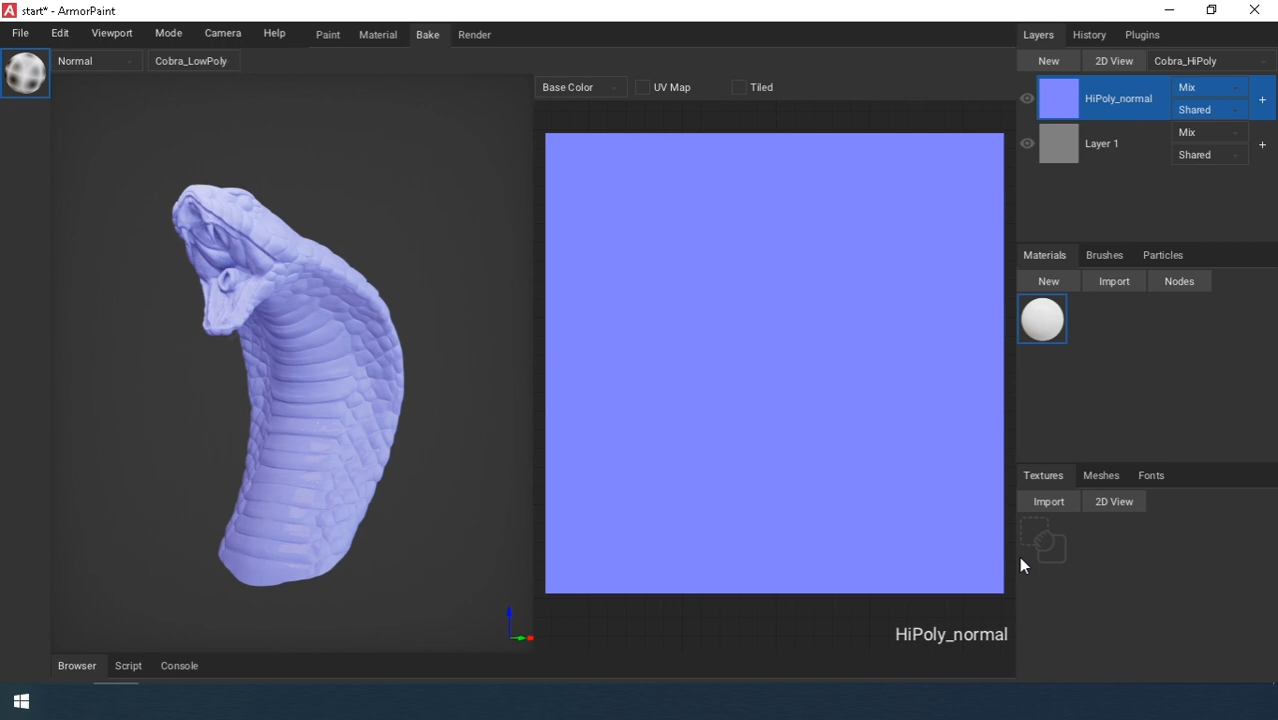 start* - ArmorPaint
File Edit Viewport Mode Camera Help Paint Material Bake Render
Layers History Plugins
Normal Cobra_LowPoly
New 2D View Cobra_HiPoly
Base Color UV Map Tiled
HiPoly_normal Mix
Shared +
Layer 1 Mix
Shared +
Materials Brushes Particles
New Import Nodes
Textures Meshes Fonts
Import 2D View
HiPoly_normal
Browser Script Console